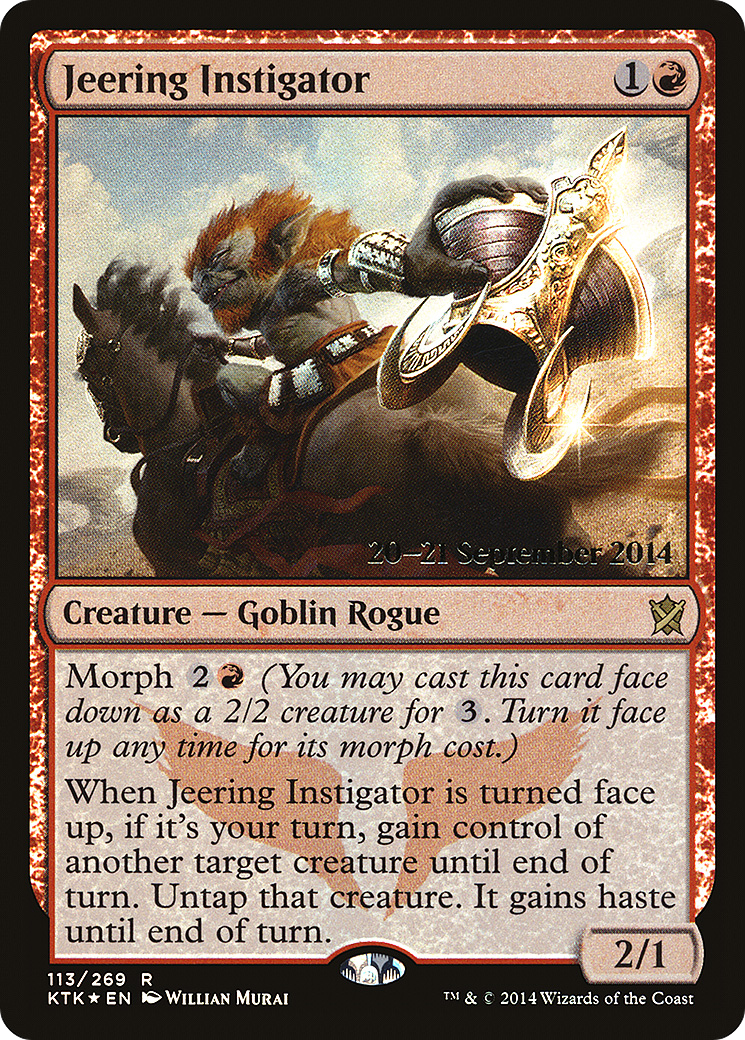 Jeering Instigator 1
20–21 September 2014
Creature — Goblin Rogue
Morph 2 (You may cast this card face
down as a 2/2 creature for 3. Turn it face
up any time for its morph cost.)
When Jeering Instigator is turned face
up, if it's your turn, gain control of
another target creature until end of
turn. Untap that creature. It gains haste
until end of turn.
2/1
113/269 R
KTK★EN Willian Murai
™ & © 2014 Wizards of the Coast